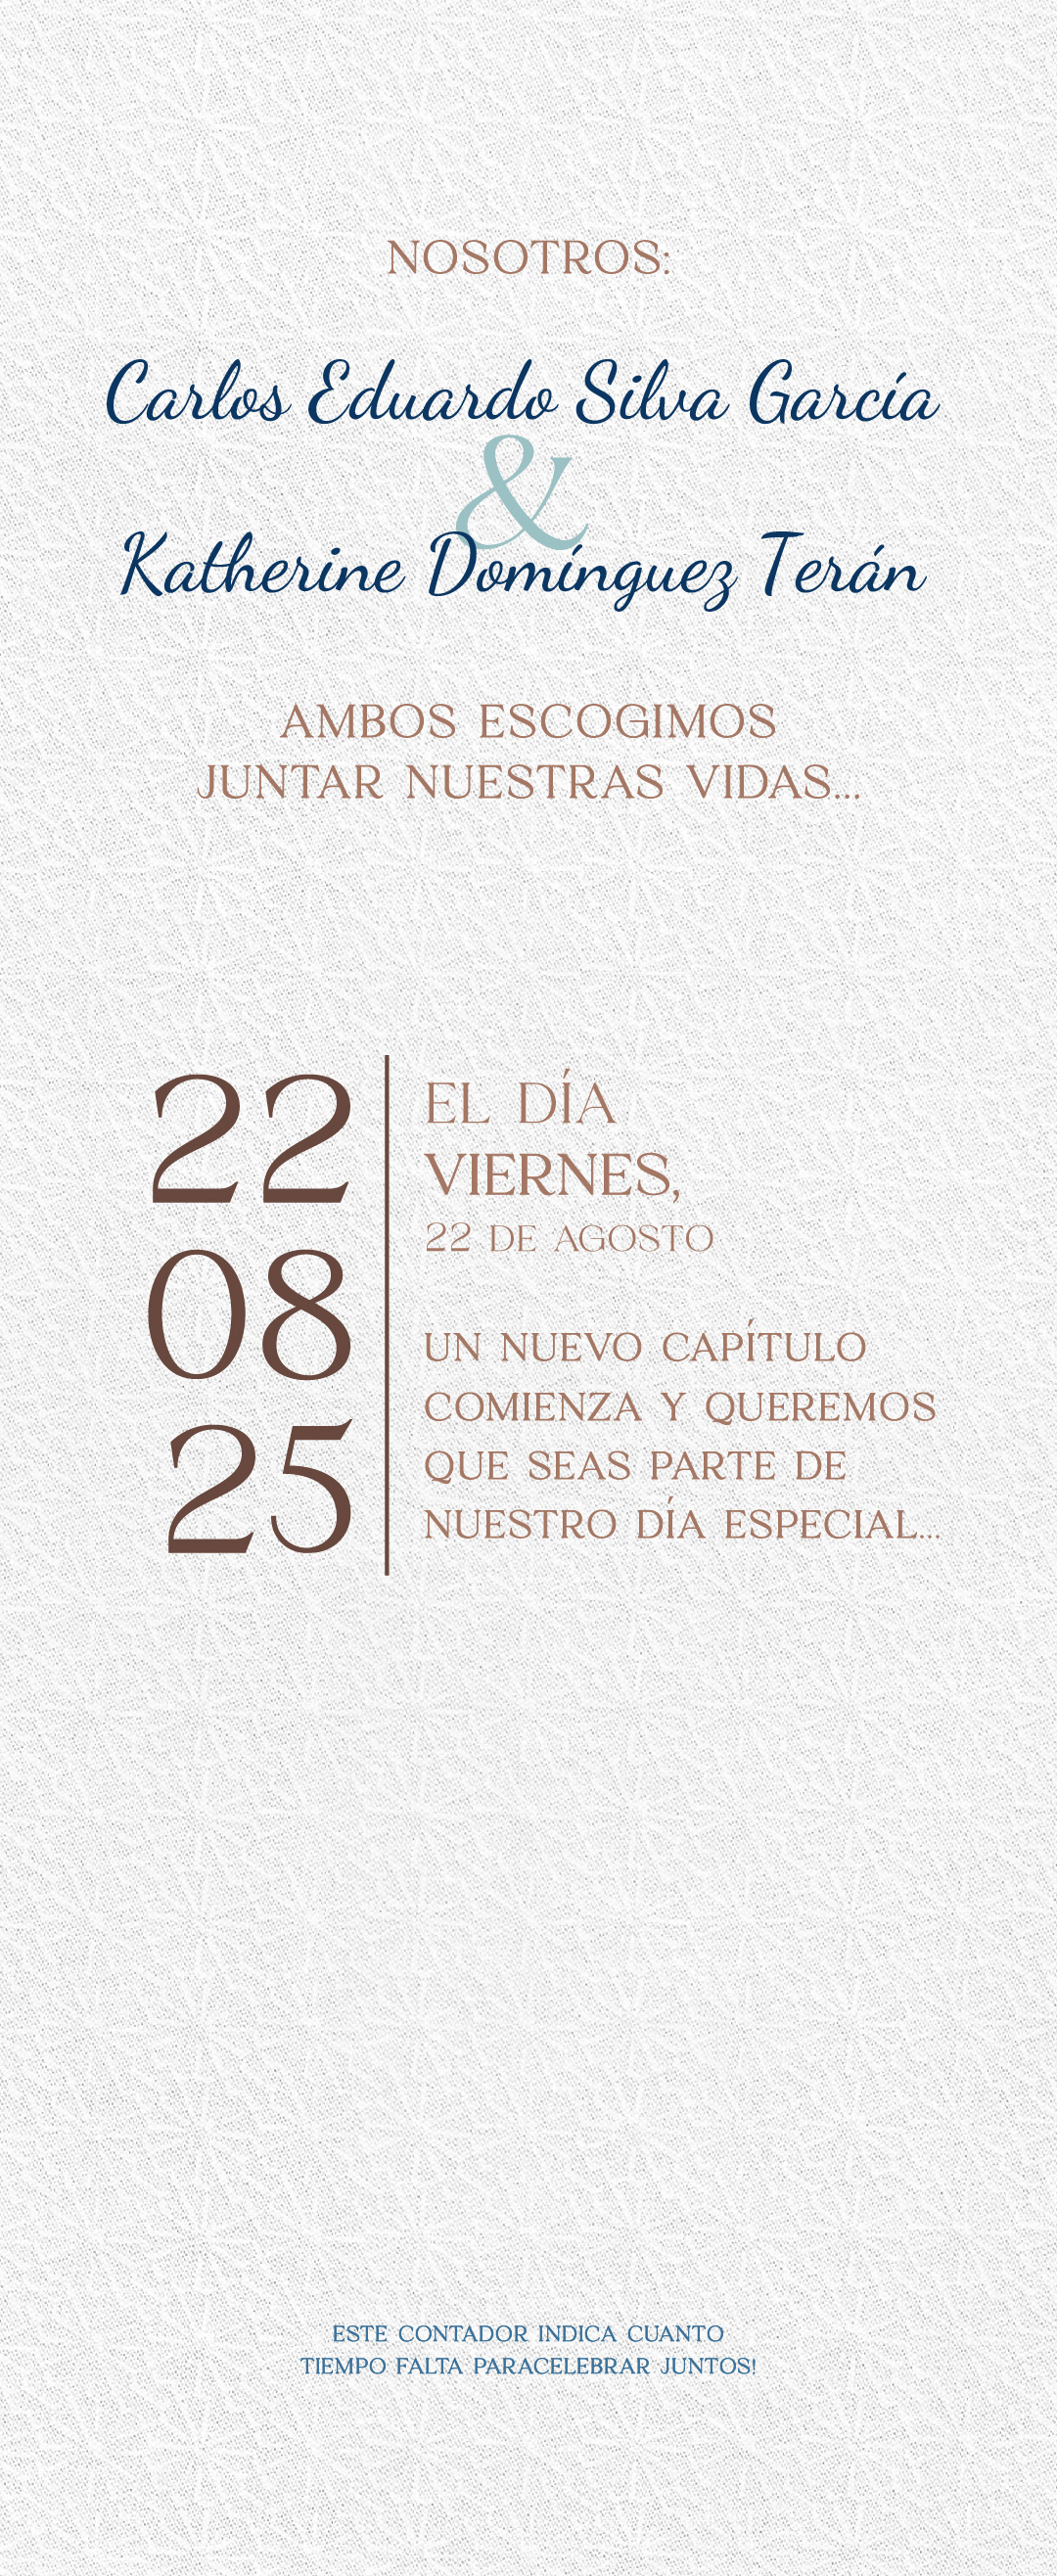 NOSOTROS:
Carlos Eduardo Silva García
&
Katherine Domínguez Terán
AMBOS ESCOGIMOS
JUNTAR NUESTRAS VIDAS...
22
08
25
EL DÍA
VIERNES,
22 DE AGOSTO
UN NUEVO CAPÍTULO
COMIENZA Y QUEREMOS
QUE SEAS PARTE DE
NUESTRO DÍA ESPECIAL...
ESTE CONTADOR INDICA CUANTO
TIEMPO FALTA PARACELEBRAR JUNTOS!